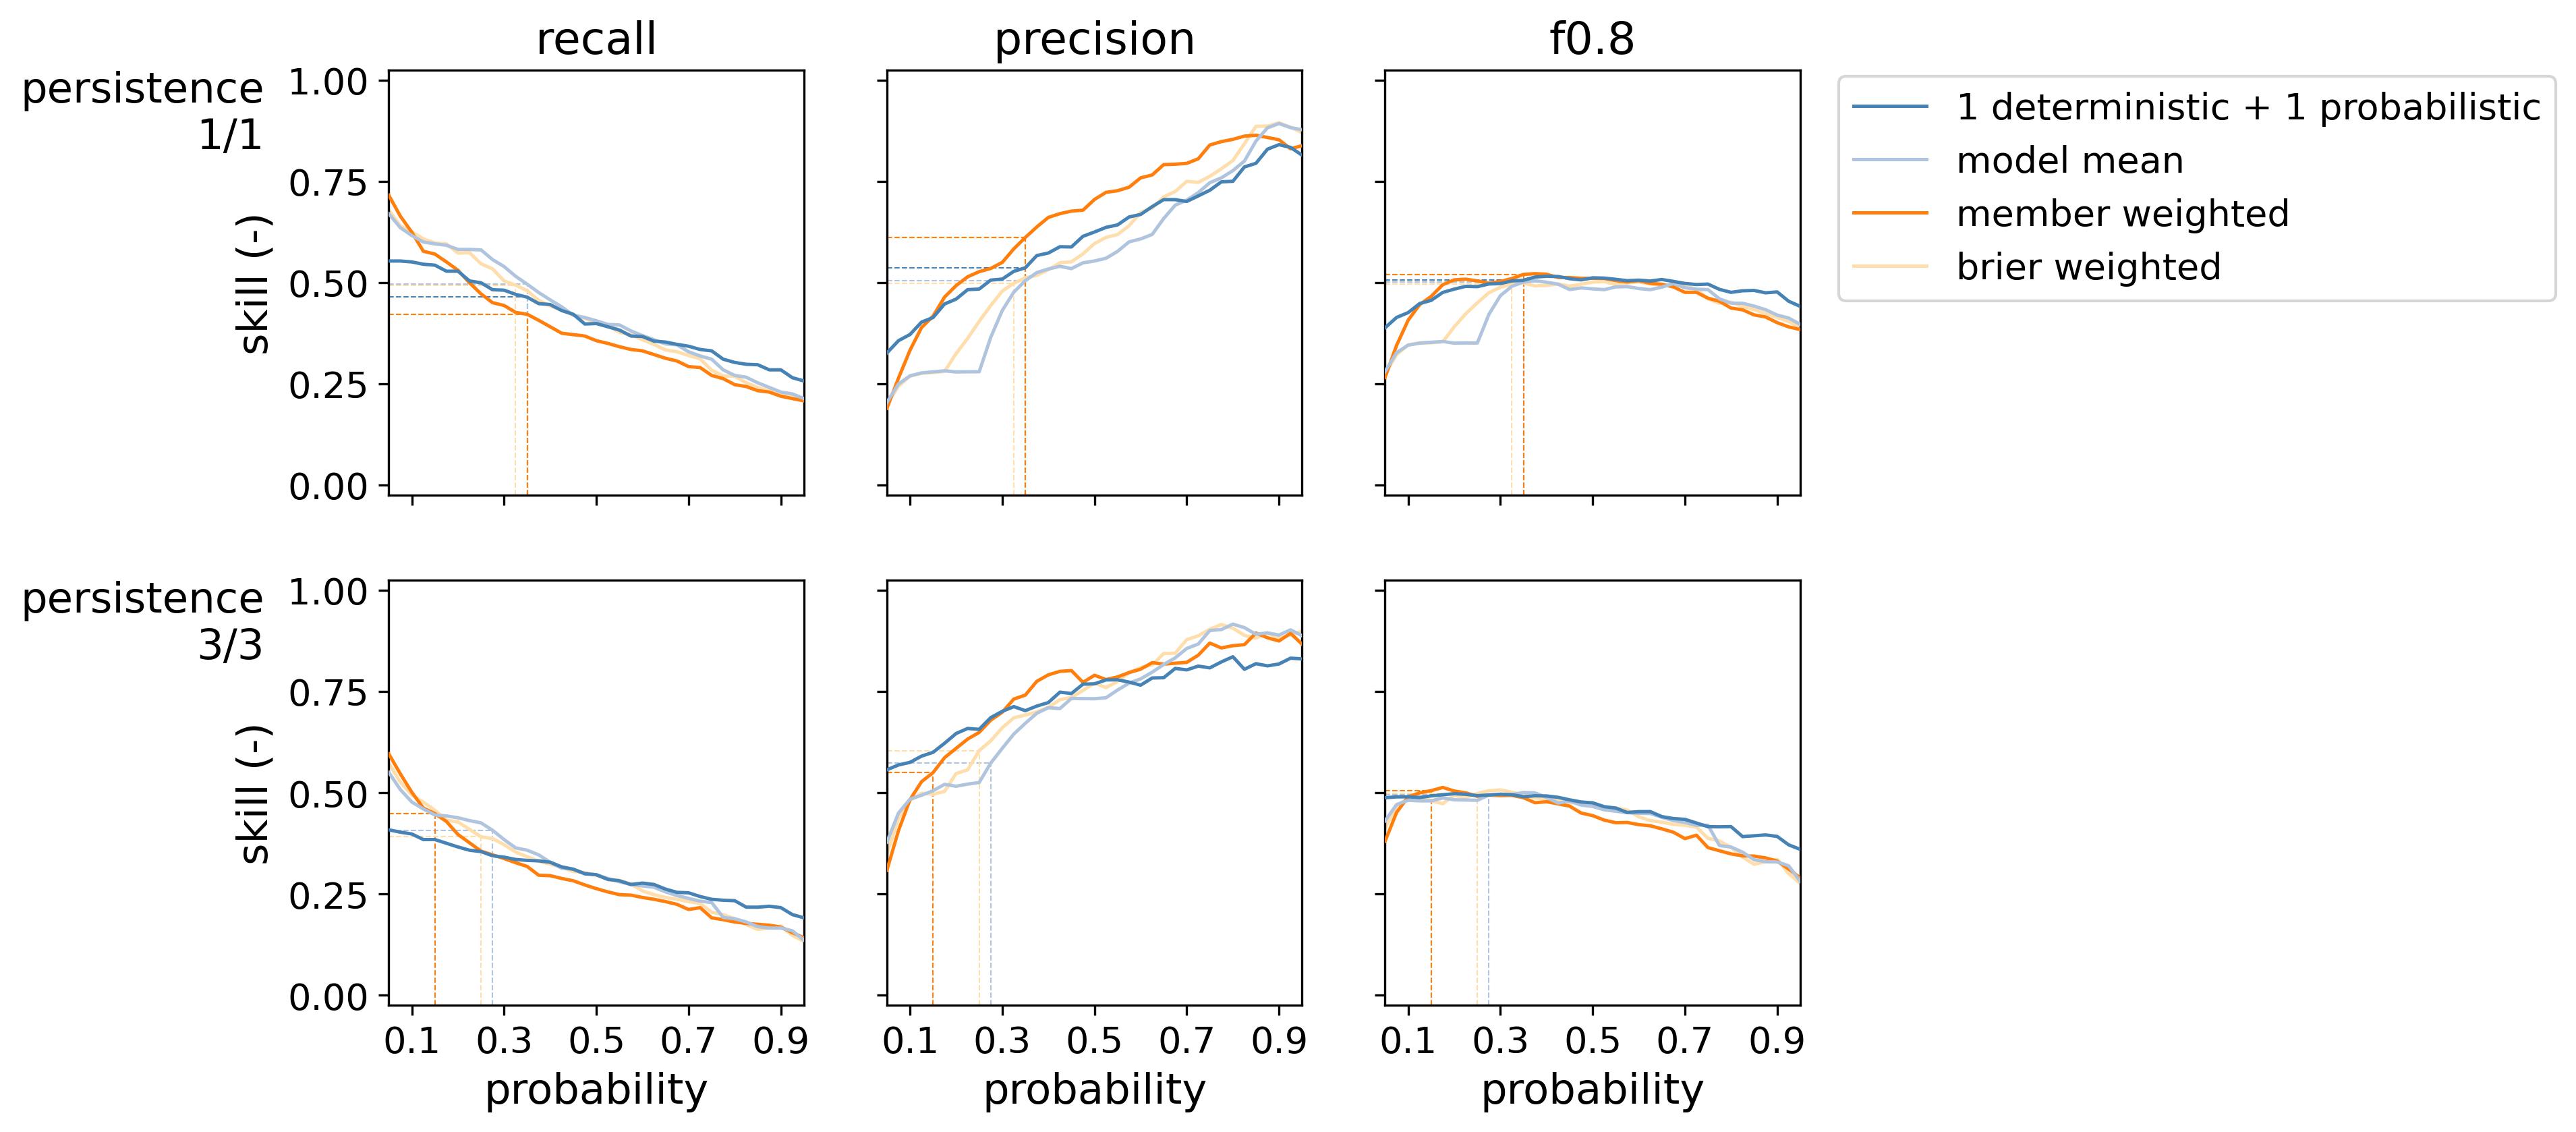 recall precision f0.8
persistence
1/1
skill (-)
1.00
0.75
0.50
0.25
0.00
1 deterministic + 1 probabilistic
model mean
member weighted
brier weighted
persistence
3/3
skill (-)
1.00
0.75
0.50
0.25
0.00
0.1 0.3 0.5 0.7 0.9 0.1 0.3 0.5 0.7 0.9 0.1 0.3 0.5 0.7 0.9
probability probability probability